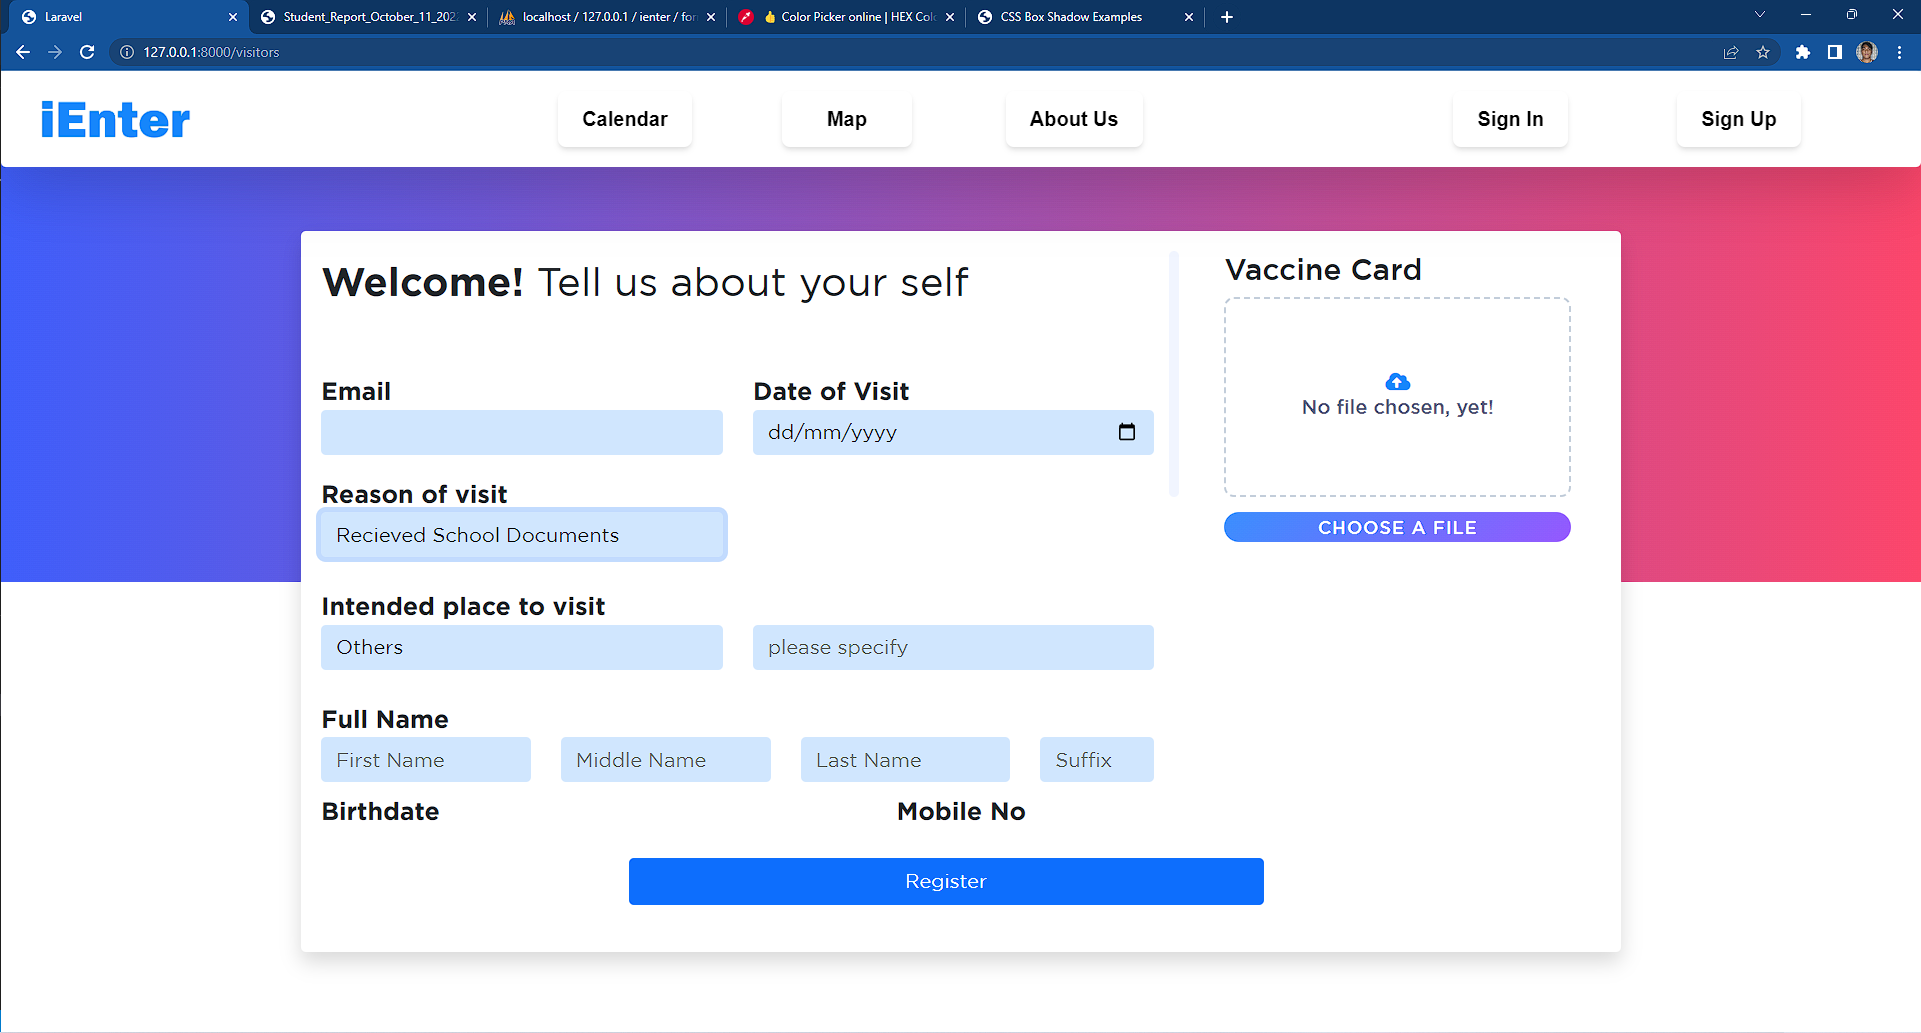 Laravel
Student_Report_October_11_202
localhost / 127.0.0.1 / ienter / for
Color Picker online | HEX Col
CSS Box Shadow Examples
127.0.0.1:8000/visitors
iEnter
Calendar
Map
About Us
Sign In
Sign Up
Welcome! Tell us about your self
Vaccine Card
No file chosen, yet!
CHOOSE A FILE
Email
Date of Visit
dd/mm/yyyy
Reason of visit
Recieved School Documents
Intended place to visit
Others
please specify
Full Name
First Name
Middle Name
Last Name
Suffix
Birthdate
Mobile No
Register